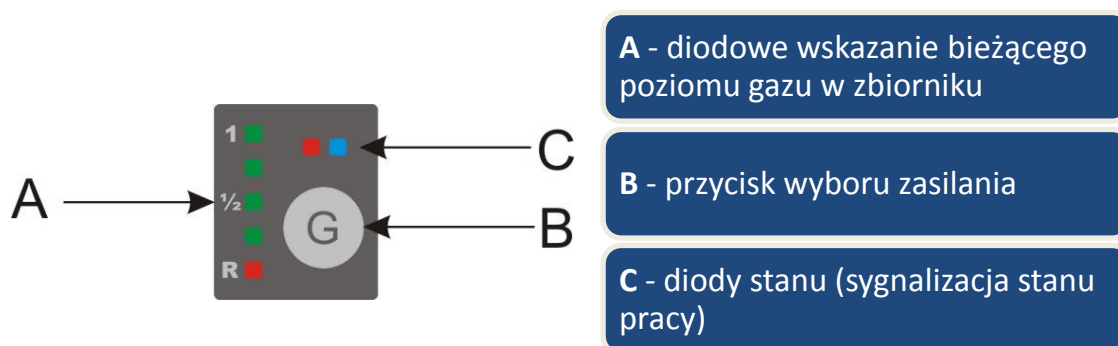 A
1
½
R
G
C
B
A - diodowe wskazanie bieżącego
poziomu gazu w zbiorniku
B - przycisk wyboru zasilania
C - diody stanu (sygnalizacja stanu
pracy)